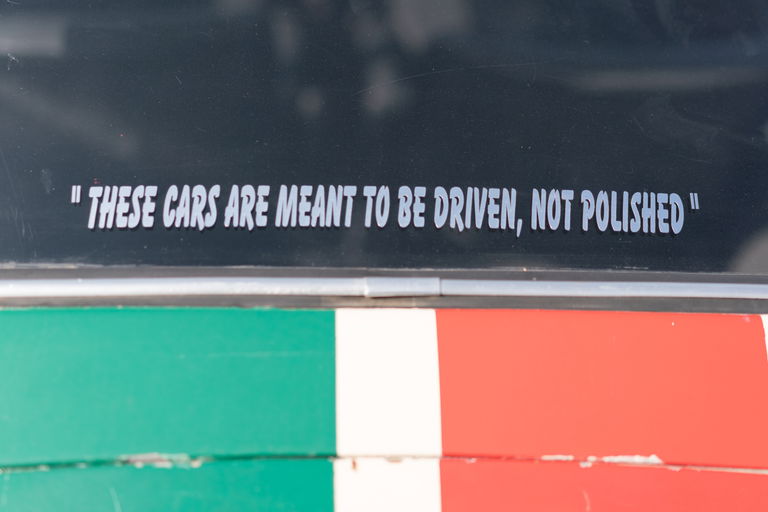 " THESE CARS ARE MEANT TO BE DRIVEN, NOT POLISHED "